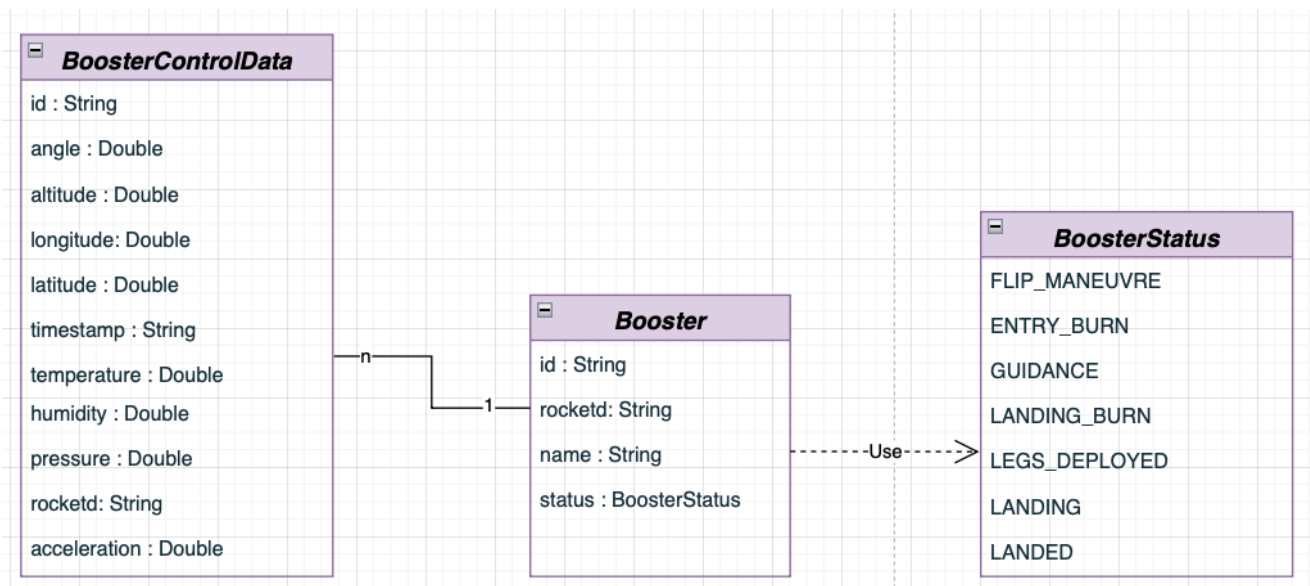 BoosterControlData
id : String
angle : Double
altitude : Double
longitude: Double
latitude : Double
timestamp : String
temperature : Double
humidity : Double
pressure : Double
rocketd: String
acceleration : Double
n
1
Booster
id : String
rocketd: String
name : String
status : BoosterStatus
Use
BoosterStatus
FLIP_MANEUVRE
ENTRY_BURN
GUIDANCE
LANDING_BURN
LEGS_DEPLOYED
LANDING
LANDED